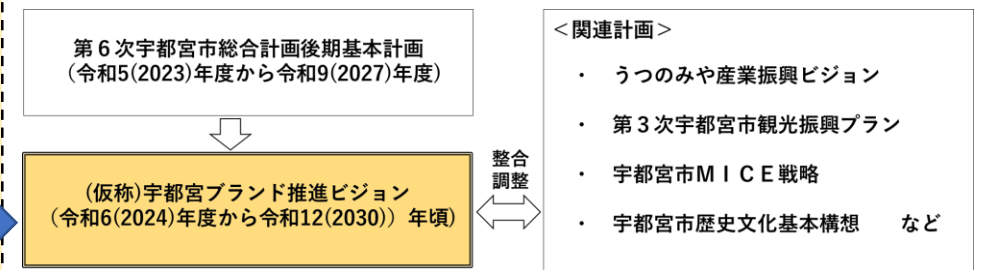 第６次宇都宮市総合計画後期基本計画
(令和5(2023)年度から令和9(2027)年度)
(仮称)宇都宮ブランド推進ビジョン
(令和6(2024)年度から令和12(2030)）年頃)
整合
調整
＜関連計画＞
・ うつのみや産業振興ビジョン
・ 第３次宇都宮市観光振興プラン
・ 宇都宮市ＭＩＣＥ戦略
・ 宇都宮市歴史文化基本構想 など